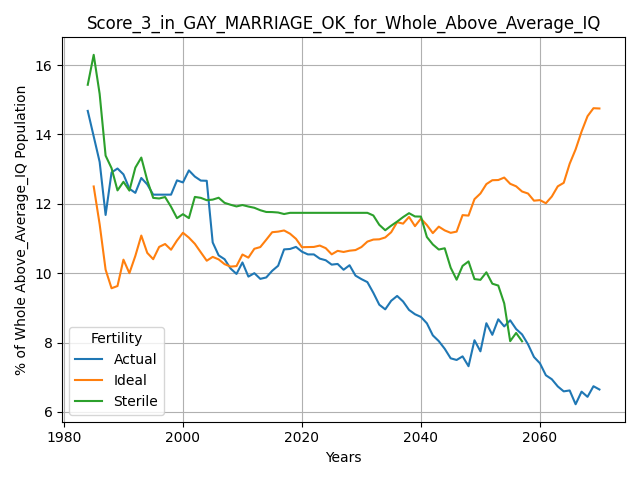 Score_3_in_GAY_MARRIAGE_OK_for_Whole_Above_Average_IQ
% of Whole Above_Average_IQ Population
16
14
12
10
8
6
Fertility
Actual
Ideal
Sterile
1980
2000
2020
2040
2060
Years